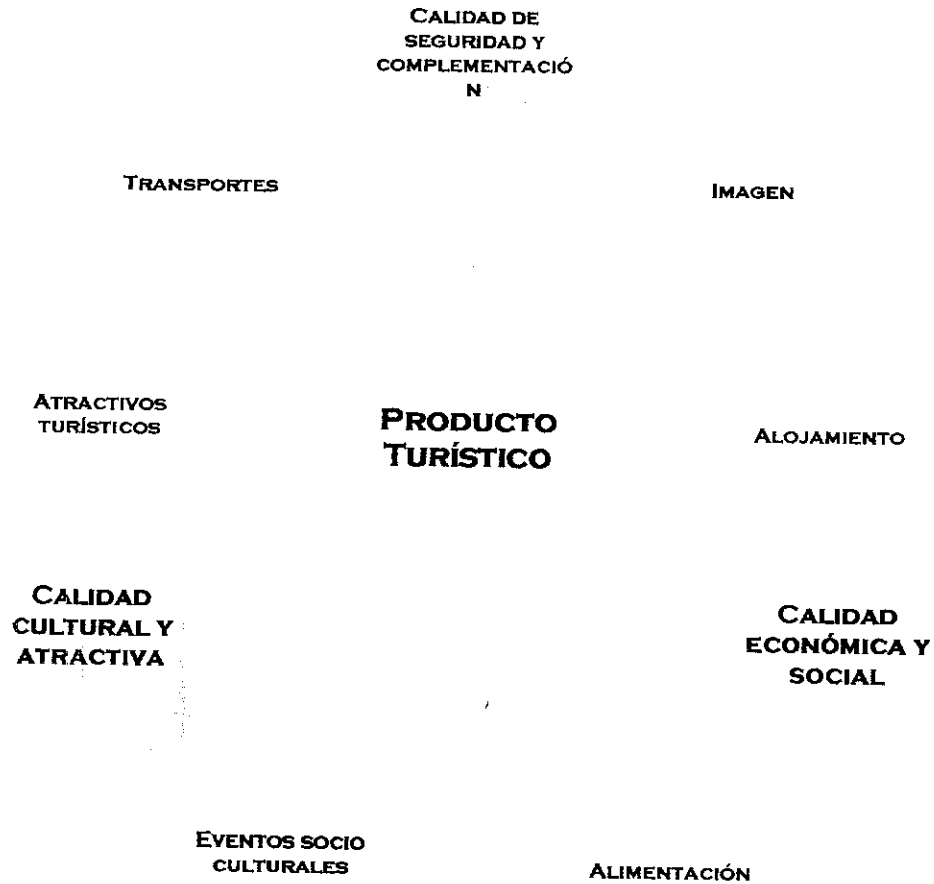 CALIDAD DE
SEGURIDAD Y
COMPLEMENTACIÓ
N
TRANSPORTES
IMAGEN
ATRACTIVOS
TURÍSTICOS
PRODUCTO
TURÍSTICO
ALOJAMIENTO
CALIDAD
CULTURAL Y
ATRACTIVA
CALIDAD
ECONÓMICA Y
SOCIAL
EVENTOS SOCIO
CULTURALES
ALIMENTACIÓN